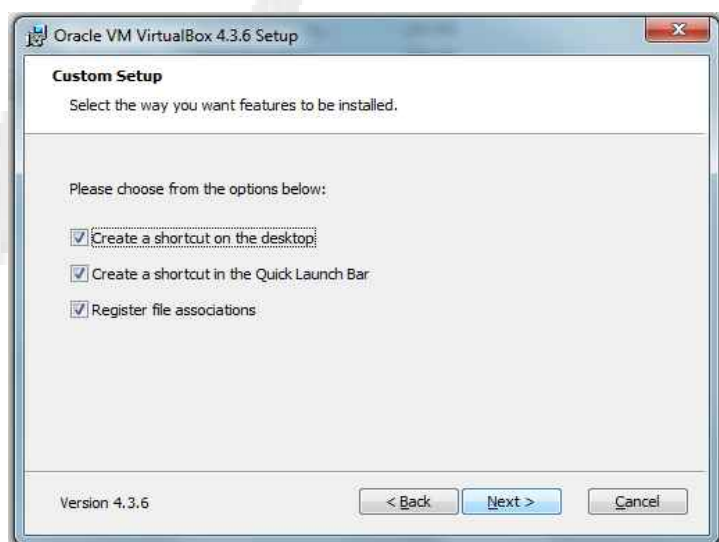 Oracle VM VirtualBox 4.3.6 Setup
Custom Setup
Select the way you want features to be installed.
Please choose from the options below:
Create a shortcut on the desktop
Create a shortcut in the Quick Launch Bar
Register file associations
Version 4.3.6
< Back
Next >
Cancel